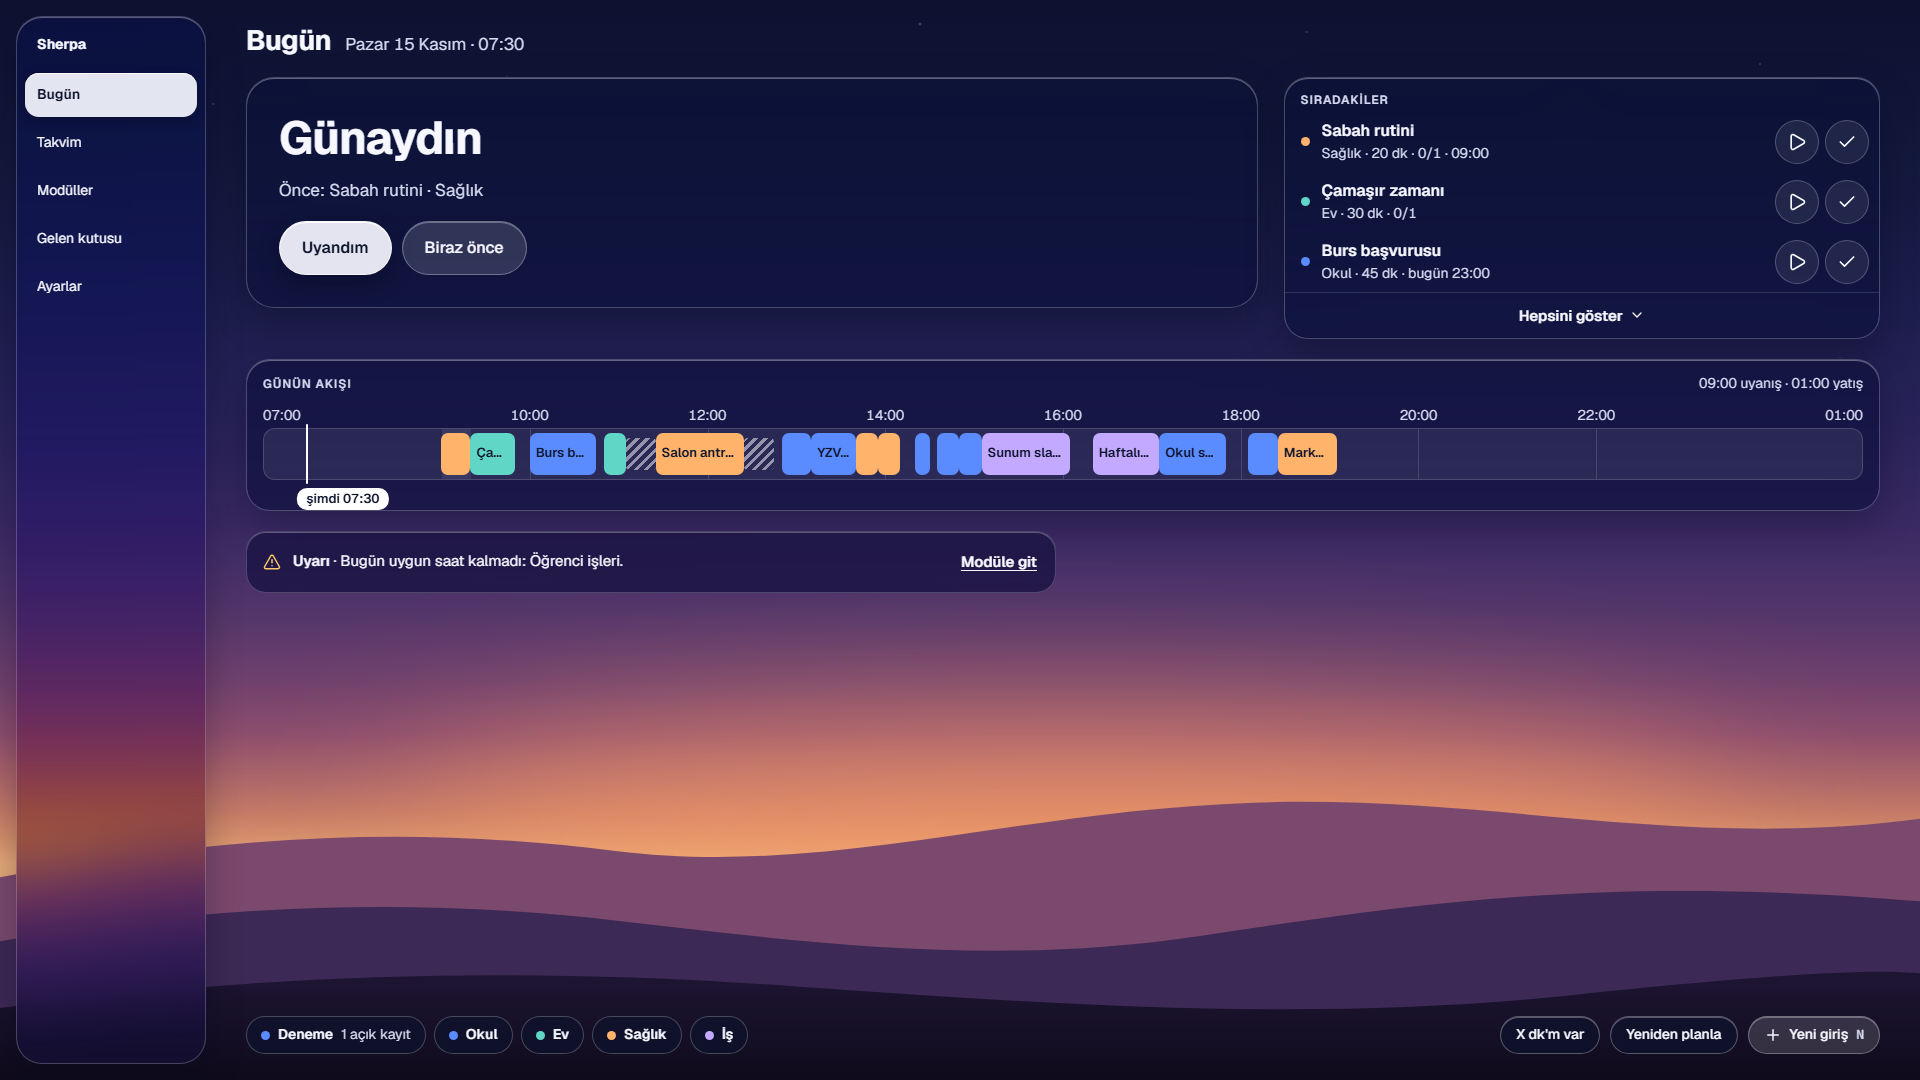 Sherpa
Bugün
Takvim
Modüller
Gelen kutusu
Ayarlar
Bugün Pazar 15 Kasım · 07:30
Günaydın
Önce: Sabah rutini · Sağlık
Uyandım Biraz önce
SIRADAKİLER
Sabah rutini
Sağlık · 20 dk · 0/1 · 09:00
Çamaşır zamanı
Ev · 30 dk · 0/1
Burs başvurusu
Okul · 45 dk · bugün 23:00
Hepsini göster
GÜNÜN AKIŞI 09:00 uyanış · 01:00 yatış
07:00 10:00 12:00 14:00 16:00 18:00 20:00 22:00 01:00
Ça... Burs b... Salon antr... YZV... Sunum sla... Haftalı... Okul s... Mark...
şimdi 07:30
Uyarı · Bugün uygun saat kalmadı: Öğrenci işleri. Modüle git
Deneme 1 açık kayıt Okul Ev Sağlık İş X dk'm var Yeniden planla Yeni giriş N